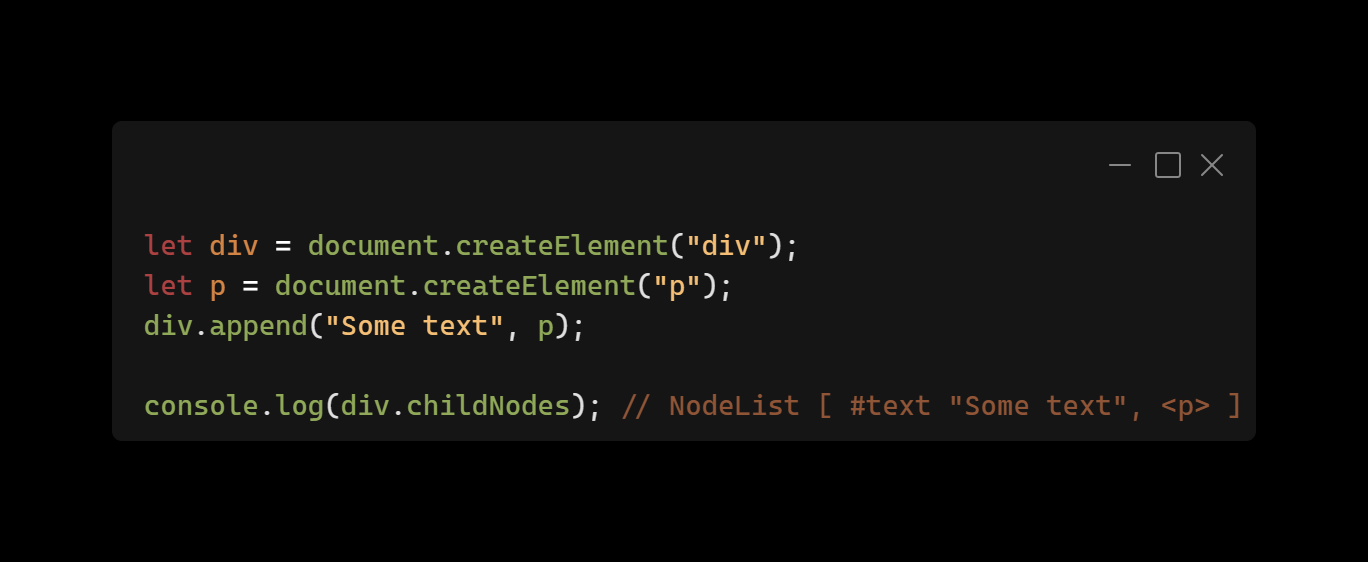 let div = document.createElement("div");
let p = document.createElement("p");
div.append("Some text", p);
console.log(div.childNodes); // NodeList [ #text "Some text", <p> ]